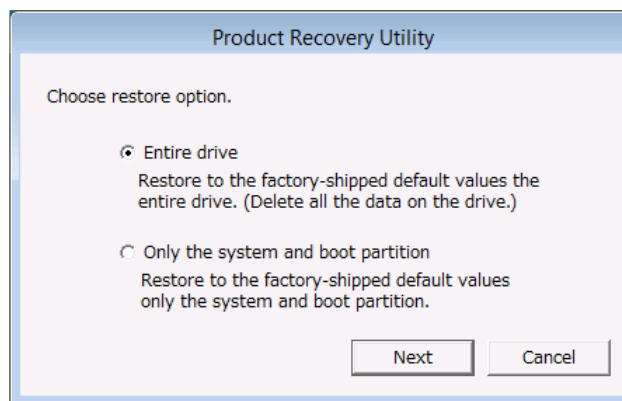 Product Recovery Utility
Choose restore option.
Entire drive
Restore to the factory-shipped default values the
entire drive. (Delete all the data on the drive.)
Only the system and boot partition
Restore to the factory-shipped default values
only the system and boot partition.
Next
Cancel